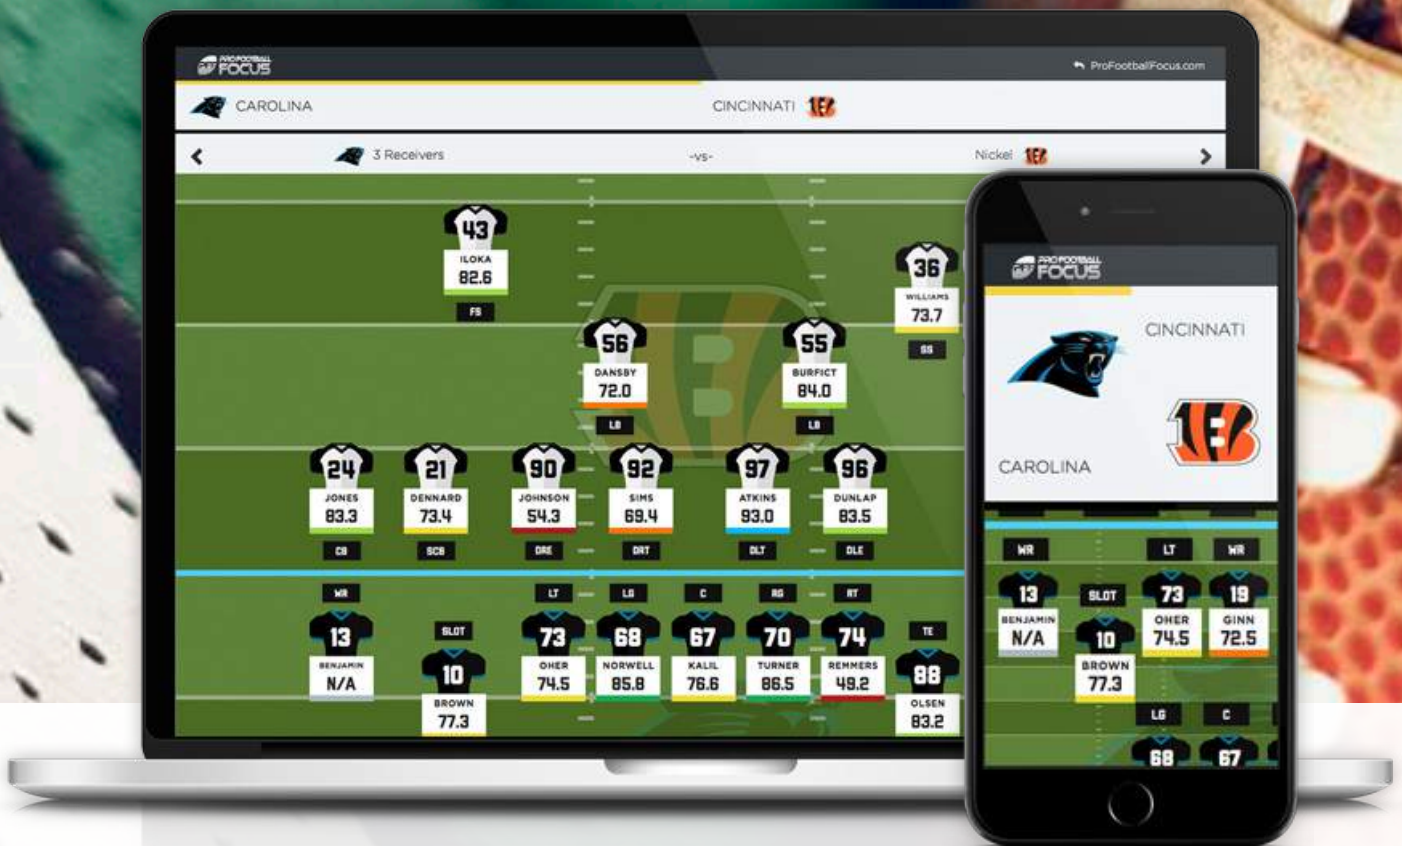 PRO FOOTBALL
PFF FOCUS
ProFootballFocus.com
CAROLINA
CINCINNATI
3 Receivers
-vs-
Nickel
43
ILOKA
82.6
FS
36
WILLIAMS
73.7
SS
56
DANSBY
72.0
LB
55
BURFICT
84.0
LB
24
JONES
83.3
CB
21
DENNARD
73.4
SCB
90
JOHNSON
54.3
DRE
92
SIMS
69.4
DRT
97
ATKINS
93.0
DLT
96
DUNLAP
83.5
DLE
WR
13
BENJAMIN
N/A
SLOT
10
BROWN
77.3
LT
73
OHER
74.5
LG
68
NORWELL
85.8
C
67
KALIL
76.6
RG
70
TURNER
86.5
RT
74
REMMERS
49.2
TE
88
OLSEN
83.2
PRO FOOTBALL
PFF FOCUS
CINCINNATI
CAROLINA
WR
13
BENJAMIN
N/A
SLOT
10
BROWN
77.3
LT
73
OHER
74.5
WR
19
GINN
72.5
LG
68
C
67